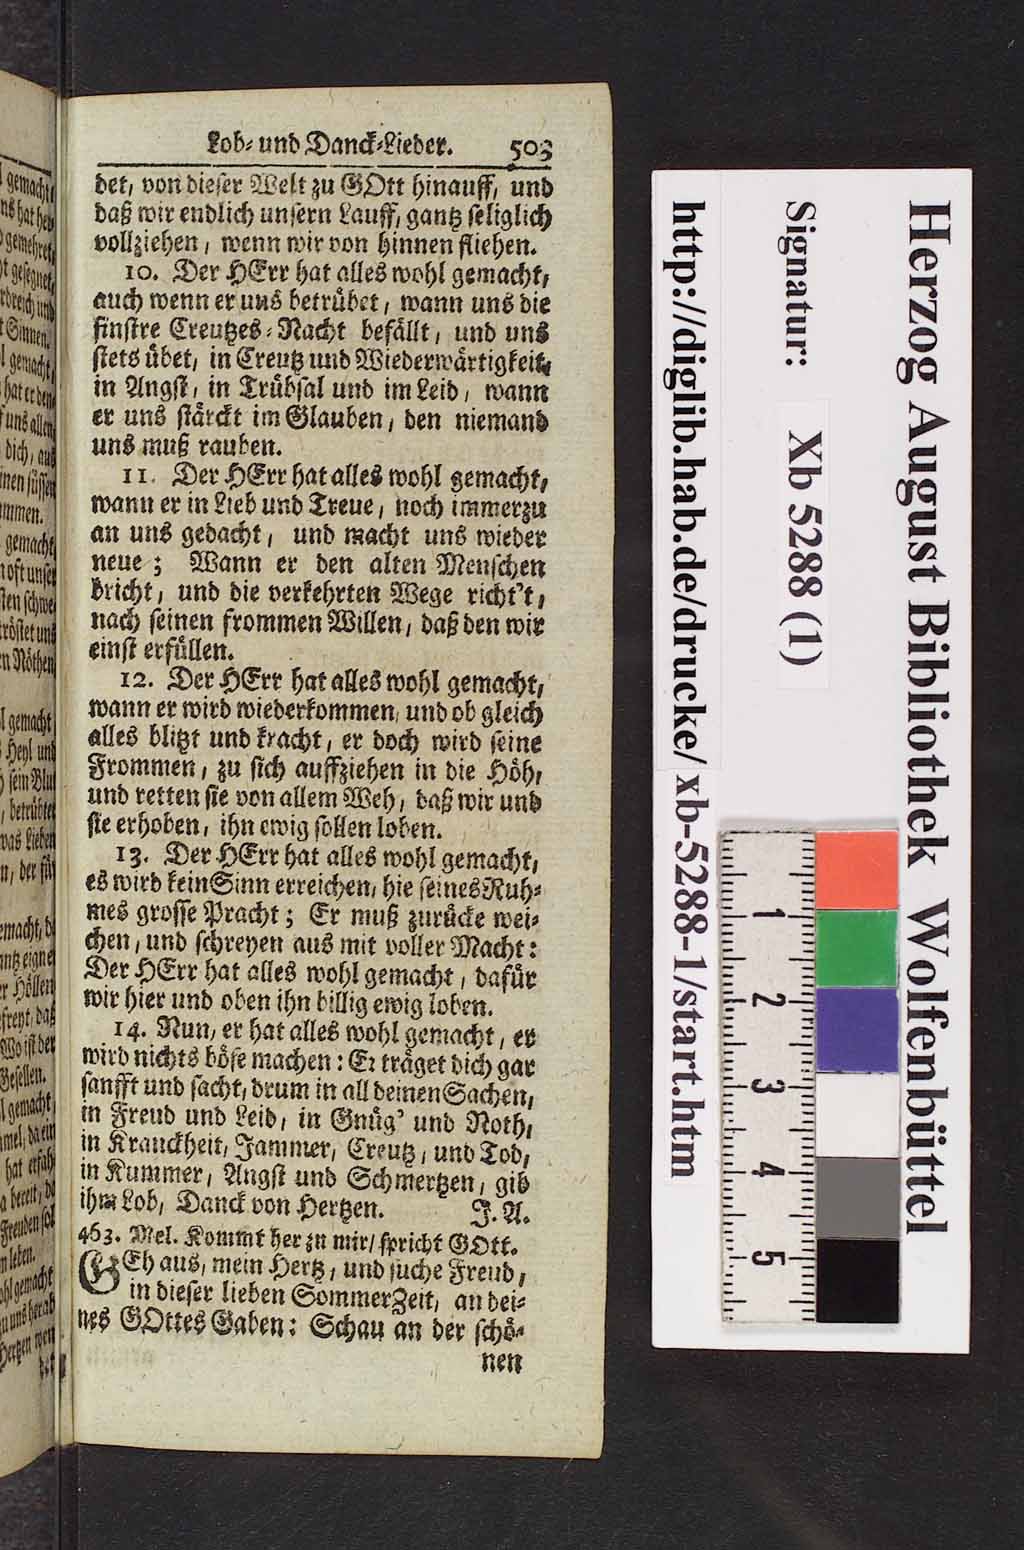 Lob- und Danck-Lieder. 503
det, von dieser Welt zu GOtt hinauff, und
daß wir endlich unsern Lauff, gantz seliglich
vollziehen, wenn wir von hinnen fliehen.
10. Der HErr hat alles wohl gemacht,
auch wenn er uns betrübet, wann uns die
finstre Creutzes-Nacht befällt, und uns
stets übet, in Creutz und Wiederwärtigkeit,
in Angst, in Trübsal und im Leid, wann
er uns stärckt im Glauben, den niemand
uns muß rauben.
11. Der HErr hat alles wohl gemacht,
wann er in Lieb und Treue, noch immerzu
an uns gedacht, und macht uns wieder
neue; Wann er den alten Menschen
bricht, und die verkehrten Wege richt't,
nach seinen frommen Willen, daß den wir
einst erfüllen.
12. Der HErr hat alles wohl gemacht,
wann er wird wiederkommen, und ob gleich
alles blitzt und kracht, er doch wird seine
Frommen, zu sich auffziehen in die Höh,
und retten sie von allem Weh, daß wir und
sie erhoben, ihn ewig sollen loben.
13. Der HErr hat alles wohl gemacht,
es wird kein Sinn erreichen, hie seines Ruh-
mes grosse Pracht; Er muß zurücke wei-
chen, und schreyen aus mit voller Macht:
Der HErr hat alles wohl gemacht, dafür
wir hier und oben ihn billig ewig loben.
14. Nun, er hat alles wohl gemacht, er
wird nichts böse machen: Er träget dich gar
sanfft und sacht, drum in all deinen Sachen,
in Freud und Leid, in Gnüg' und Noth,
in Kranckheit, Jammer, Creutz, und Tod,
in Kummer, Angst und Schmertzen, gib
ihm Lob, Danck von Hertzen. J. A.
463. Mel. Kommt her zu mir/ spricht GOtt.
GEh aus, mein Hertz, und suche Freud,
in dieser lieben SommerZeit, an dei-
nes GOttes Gaben: Schau an der schö-
nen
Herzog August Bibliothek Wolfenbüttel
Signatur: Xb 5288 (1)
http://diglib.hab.de/drucke/xb-5288-1/start.htm
1
2
3
4
5